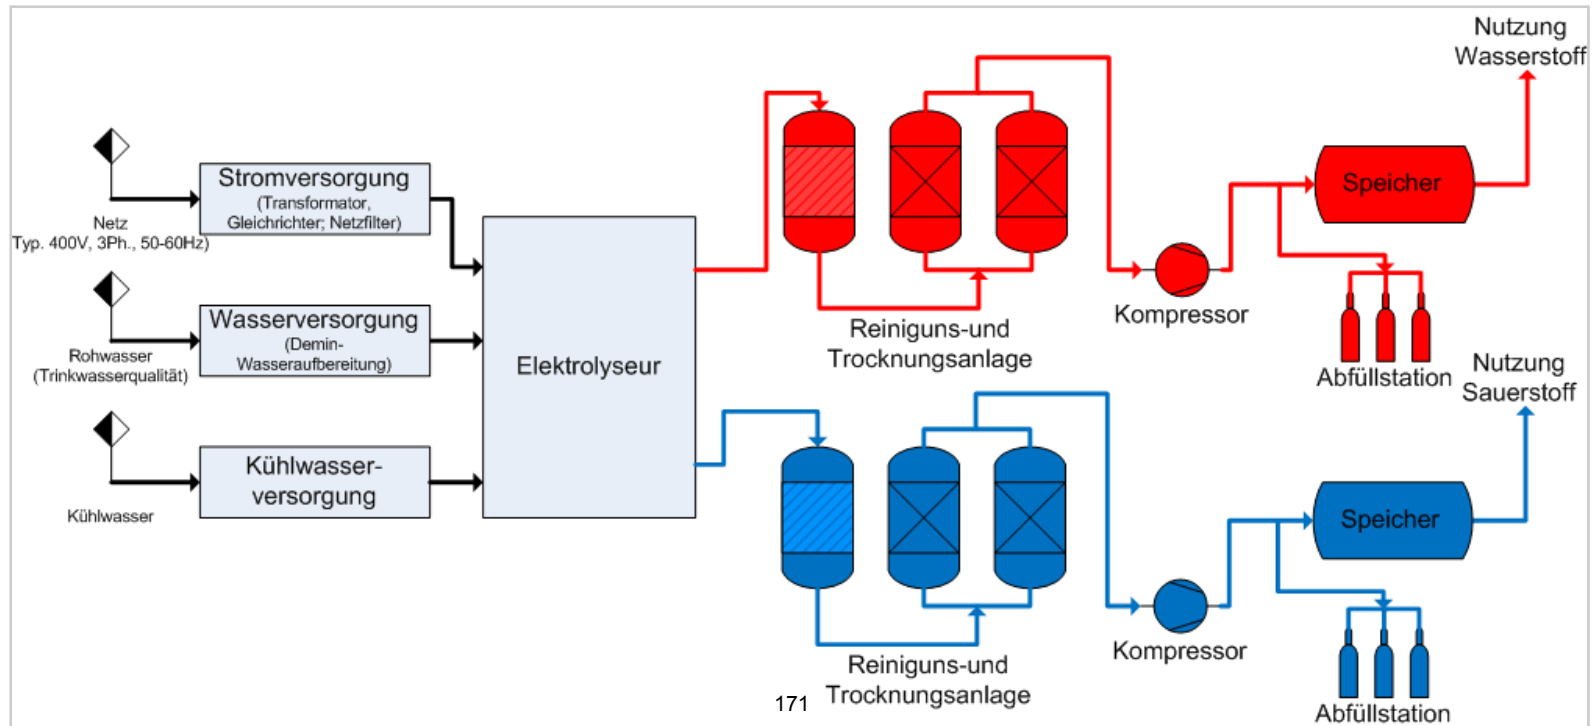 Nutzung
Wasserstoff
Stromversorgung
(Transformator,
Gleichrichter; Netzfilter)
Netz
Typ. 400V, 3Ph., 50-60Hz)
Speicher
Wasserversorgung
(Demin-
Wasseraufbereitung)
Rohwasser
(Trinkwasserqualität)
Elektrolyseur
Reiniguns-und
Trocknungsanlage
Kompressor
Abfüllstation
Nutzung
Sauerstoff
Kühlwasser-
versorgung
Kühlwasser
Speicher
Reiniguns-und
Trocknungsanlage
Kompressor
Abfüllstation
171